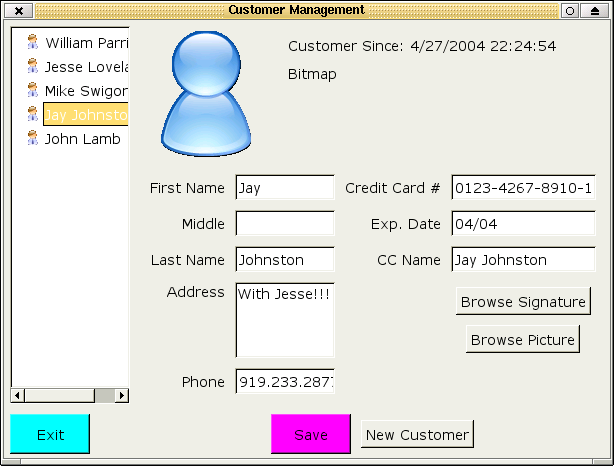 Customer Management
William Parri
Jesse Lovela
Mike Swigor
Jay Johnsto
John Lamb
Customer Since: 4/27/2004 22:24:54
Bitmap
First Name Jay Credit Card # 0123-4267-8910-1
Middle Exp. Date 04/04
Last Name Johnston CC Name Jay Johnston
Address With Jesse!!!
Browse Signature
Browse Picture
Phone 919.233.287
Exit Save New Customer